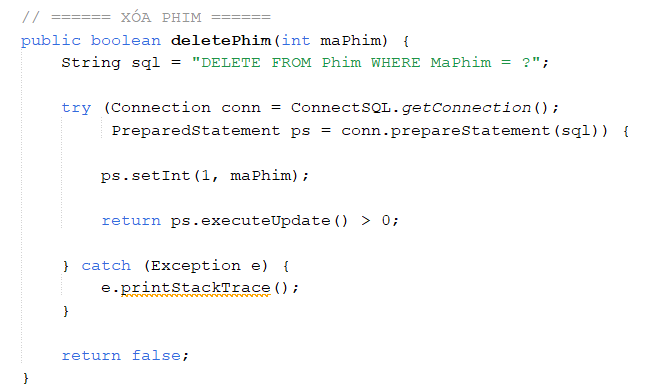 // ====== XÓA PHIM ======
public boolean deletePhim(int maPhim) {
    String sql = "DELETE FROM Phim WHERE MaPhim = ?";
    try (Connection conn = ConnectSQL.getConnection();
         PreparedStatement ps = conn.prepareStatement(sql)) {
        ps.setInt(1, maPhim);
        return ps.executeUpdate() > 0;
    } catch (Exception e) {
        e.printStackTrace();
    }
    return false;
}